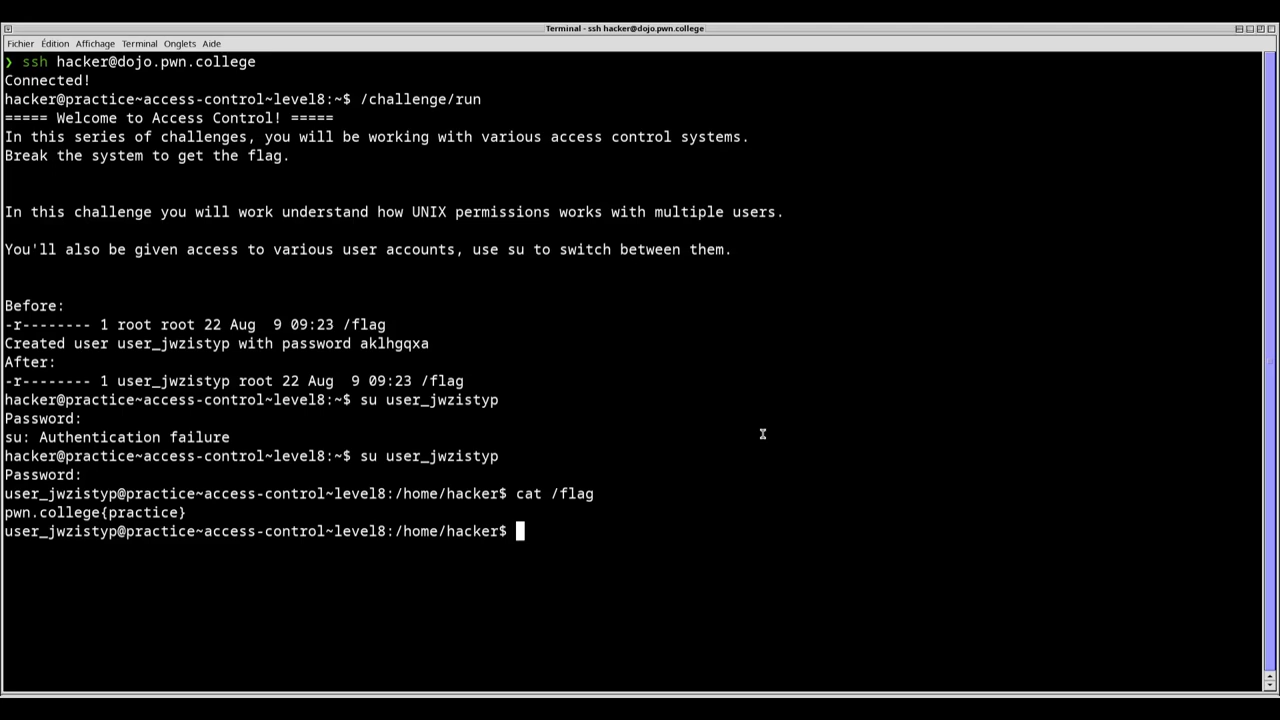 Terminal - ssh hacker@dojo.pwn.college
Fichier Édition Affichage Terminal Onglets Aide
❯ ssh hacker@dojo.pwn.college
Connected!
hacker@practice~access-control~level8:~$ /challenge/run
===== Welcome to Access Control! =====
In this series of challenges, you will be working with various access control systems.
Break the system to get the flag.
In this challenge you will work understand how UNIX permissions works with multiple users.
You'll also be given access to various user accounts, use su to switch between them.
Before:
-r-------- 1 root root 22 Aug  9 09:23 /flag
Created user user_jwzistyp with password aklhgqxa
After:
-r-------- 1 user_jwzistyp root 22 Aug  9 09:23 /flag
hacker@practice~access-control~level8:~$ su user_jwzistyp
Password:
su: Authentication failure
hacker@practice~access-control~level8:~$ su user_jwzistyp
Password:
user_jwzistyp@practice~access-control~level8:/home/hacker$ cat /flag
pwn.college{practice}
user_jwzistyp@practice~access-control~level8:/home/hacker$